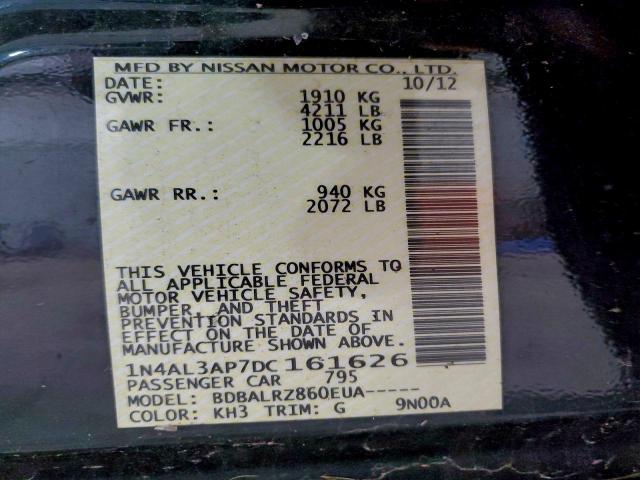 MFD BY NISSAN MOTOR CO., LTD.
DATE: 10/12
GVWR: 1910 KG
4211 LB
GAWR FR.: 1005 KG
2216 LB
GAWR RR.: 940 KG
2072 LB
THIS VEHICLE CONFORMS TO
ALL APPLICABLE FEDERAL
MOTOR VEHICLE SAFETY,
BUMPER, AND THEFT
PREVENTION STANDARDS IN
EFFECT ON THE DATE OF
MANUFACTURE SHOWN ABOVE.
1N4AL3AP7DC161626
PASSENGER CAR 795
MODEL: BDBALRZ860EUA-----
COLOR: KH3 TRIM: G 9N00A